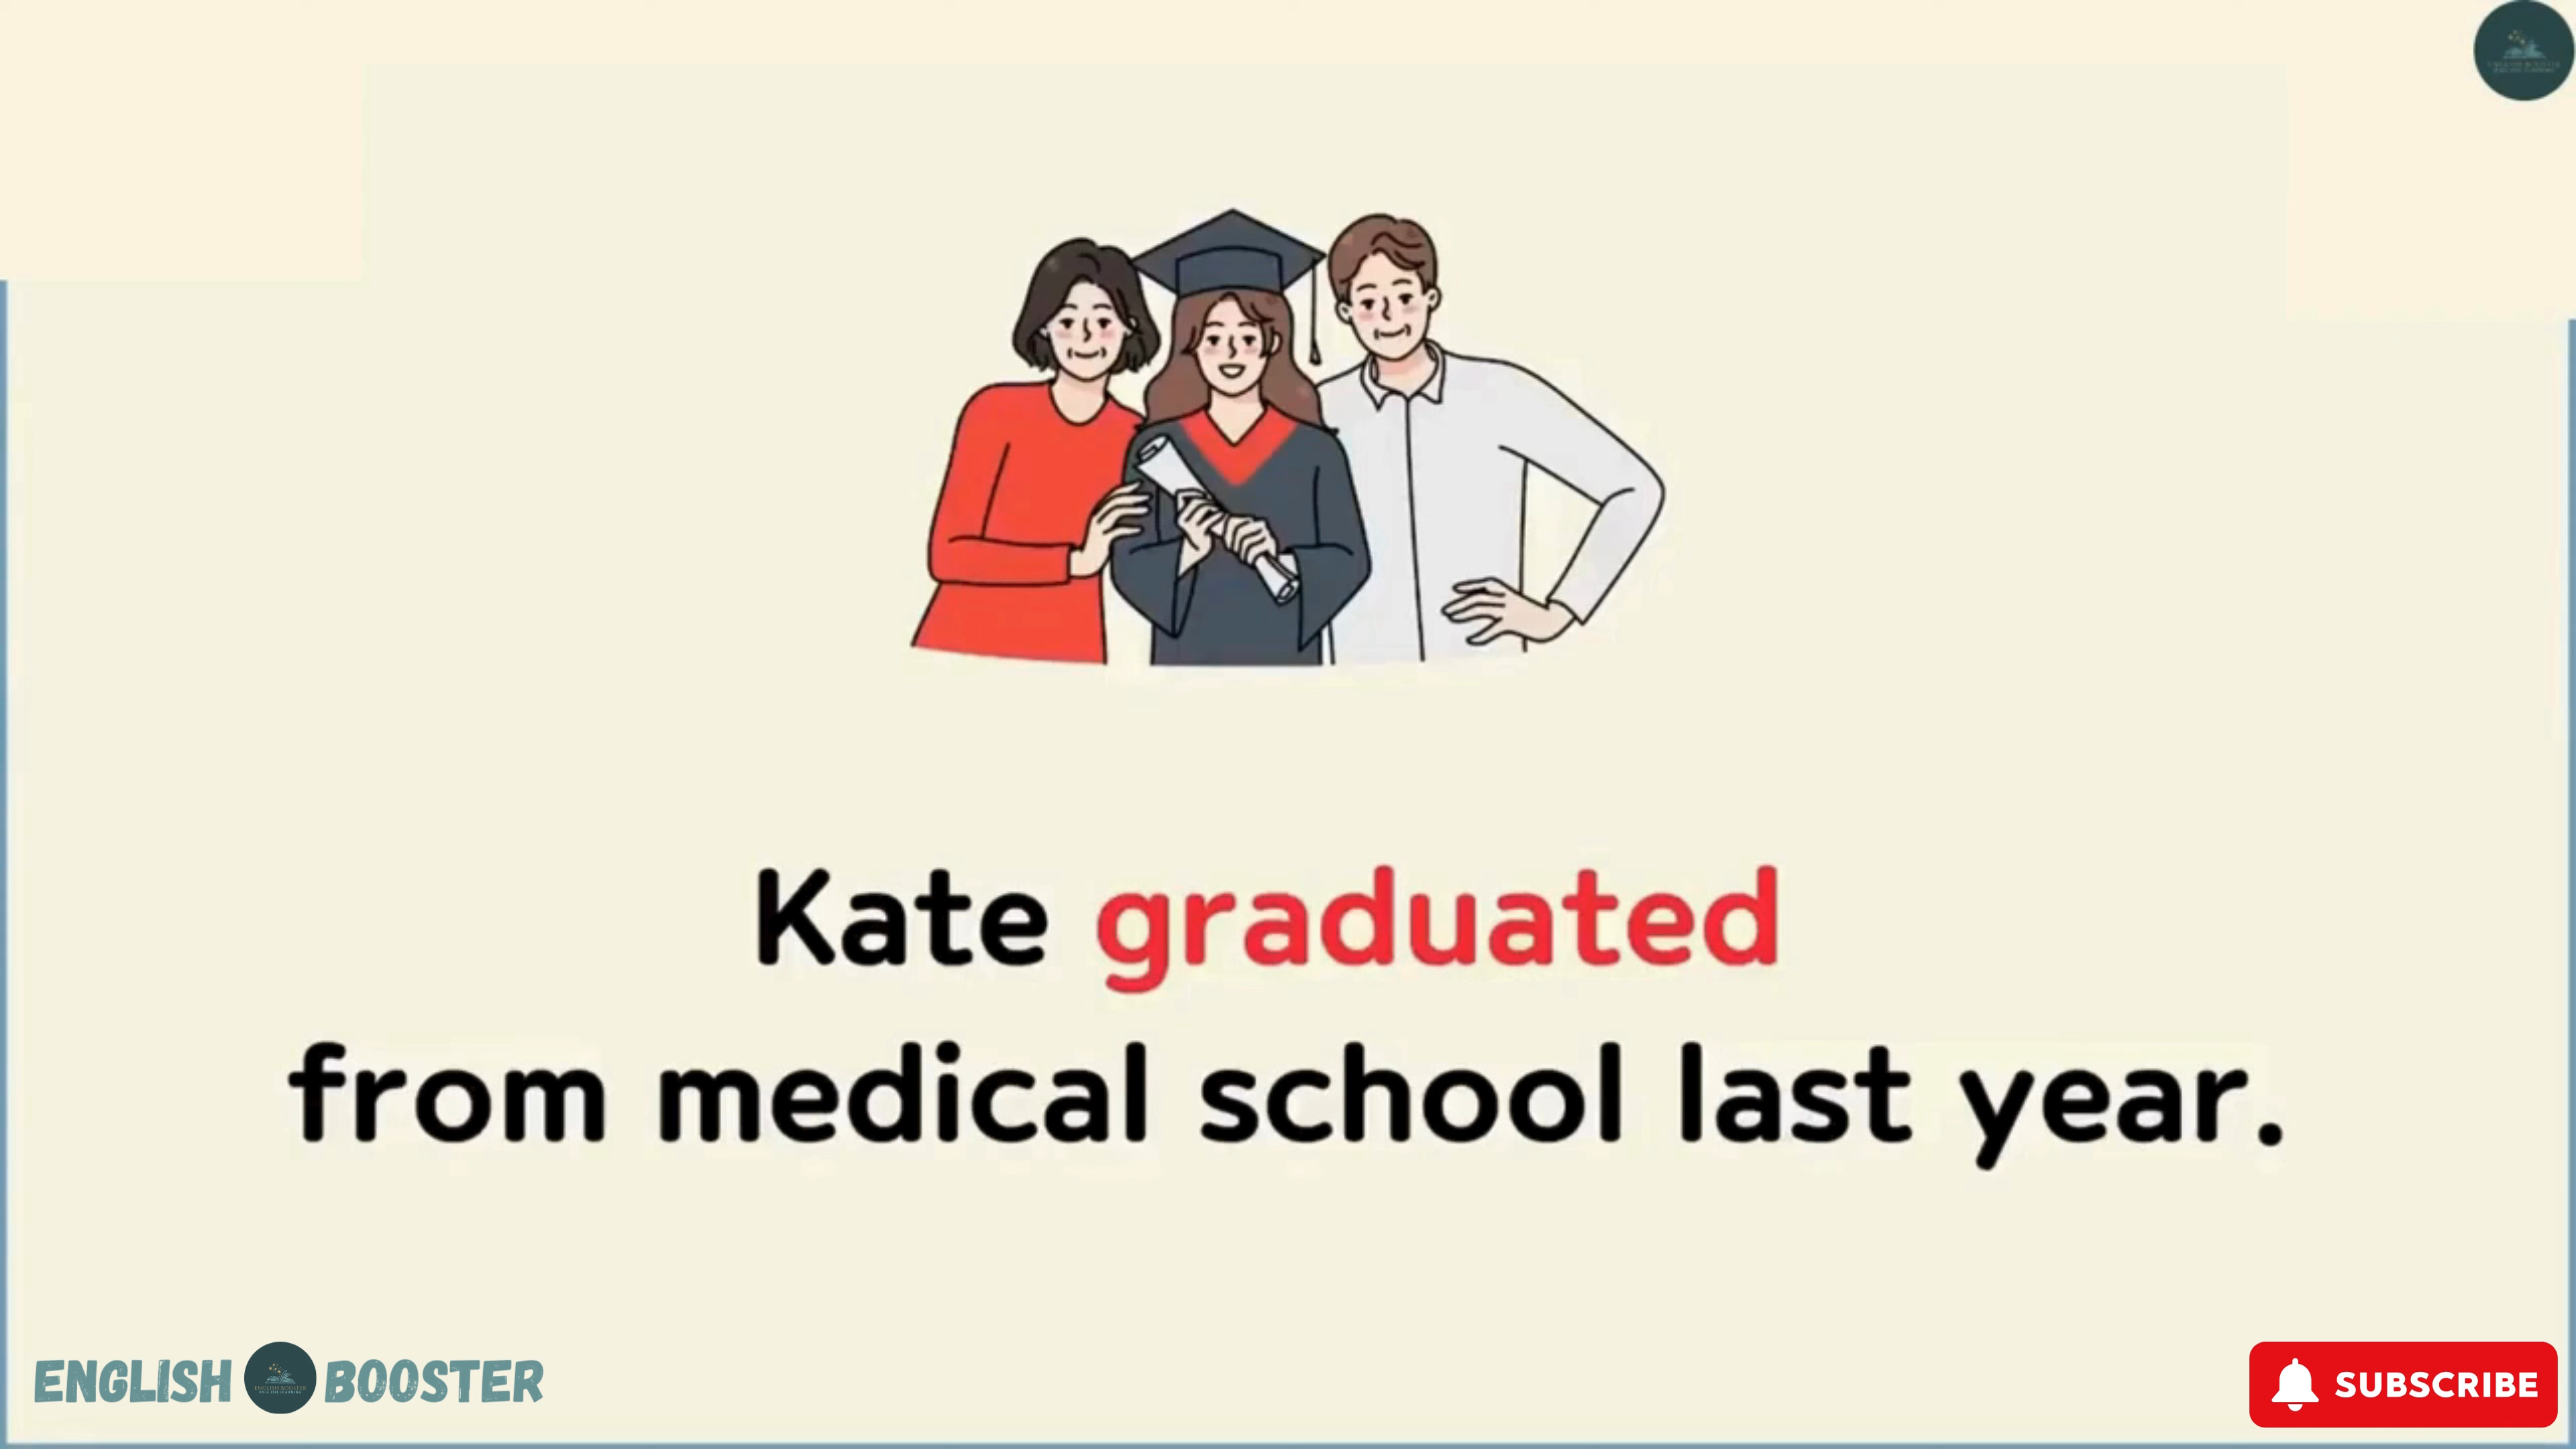 Kate graduated
from medical school last year.
ENGLISH BOOSTER
SUBSCRIBE